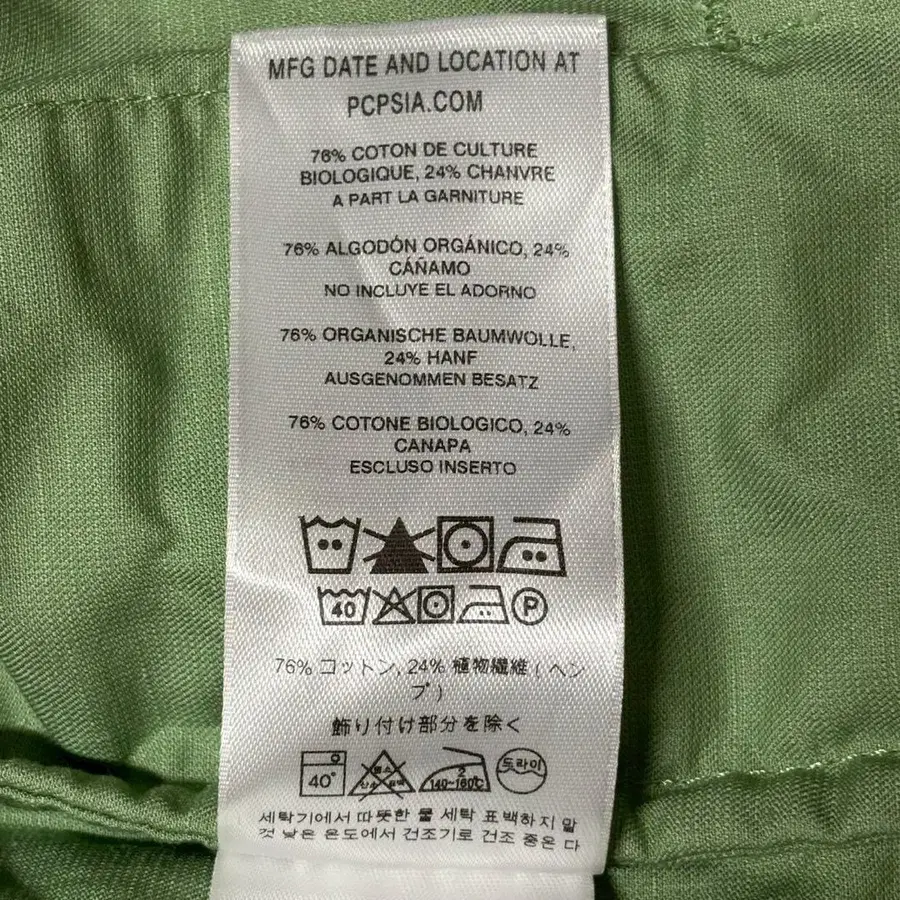 MFG DATE AND LOCATION AT
PCPSIA.COM
76% COTON DE CULTURE
BIOLOGIQUE, 24% CHANVRE
A PART LA GARNITURE
76% ALGODÓN ORGÁNICO, 24%
CÁÑAMO
NO INCLUYE EL ADORNO
76% ORGANISCHE BAUMWOLLE,
24% HANF
AUSGENOMMEN BESATZ
76% COTONE BIOLOGICO, 24%
CANAPA
ESCLUSO INSERTO
40 P
76% コットン, 24% 植物繊維 ( ヘン
プ )
飾り付け部分を除く
40° 2 140~160℃ 드라이
세탁기에서 따뜻한 물 세탁 표백하지 말
것 낮은 온도에서 건조기로 건조 중온 다